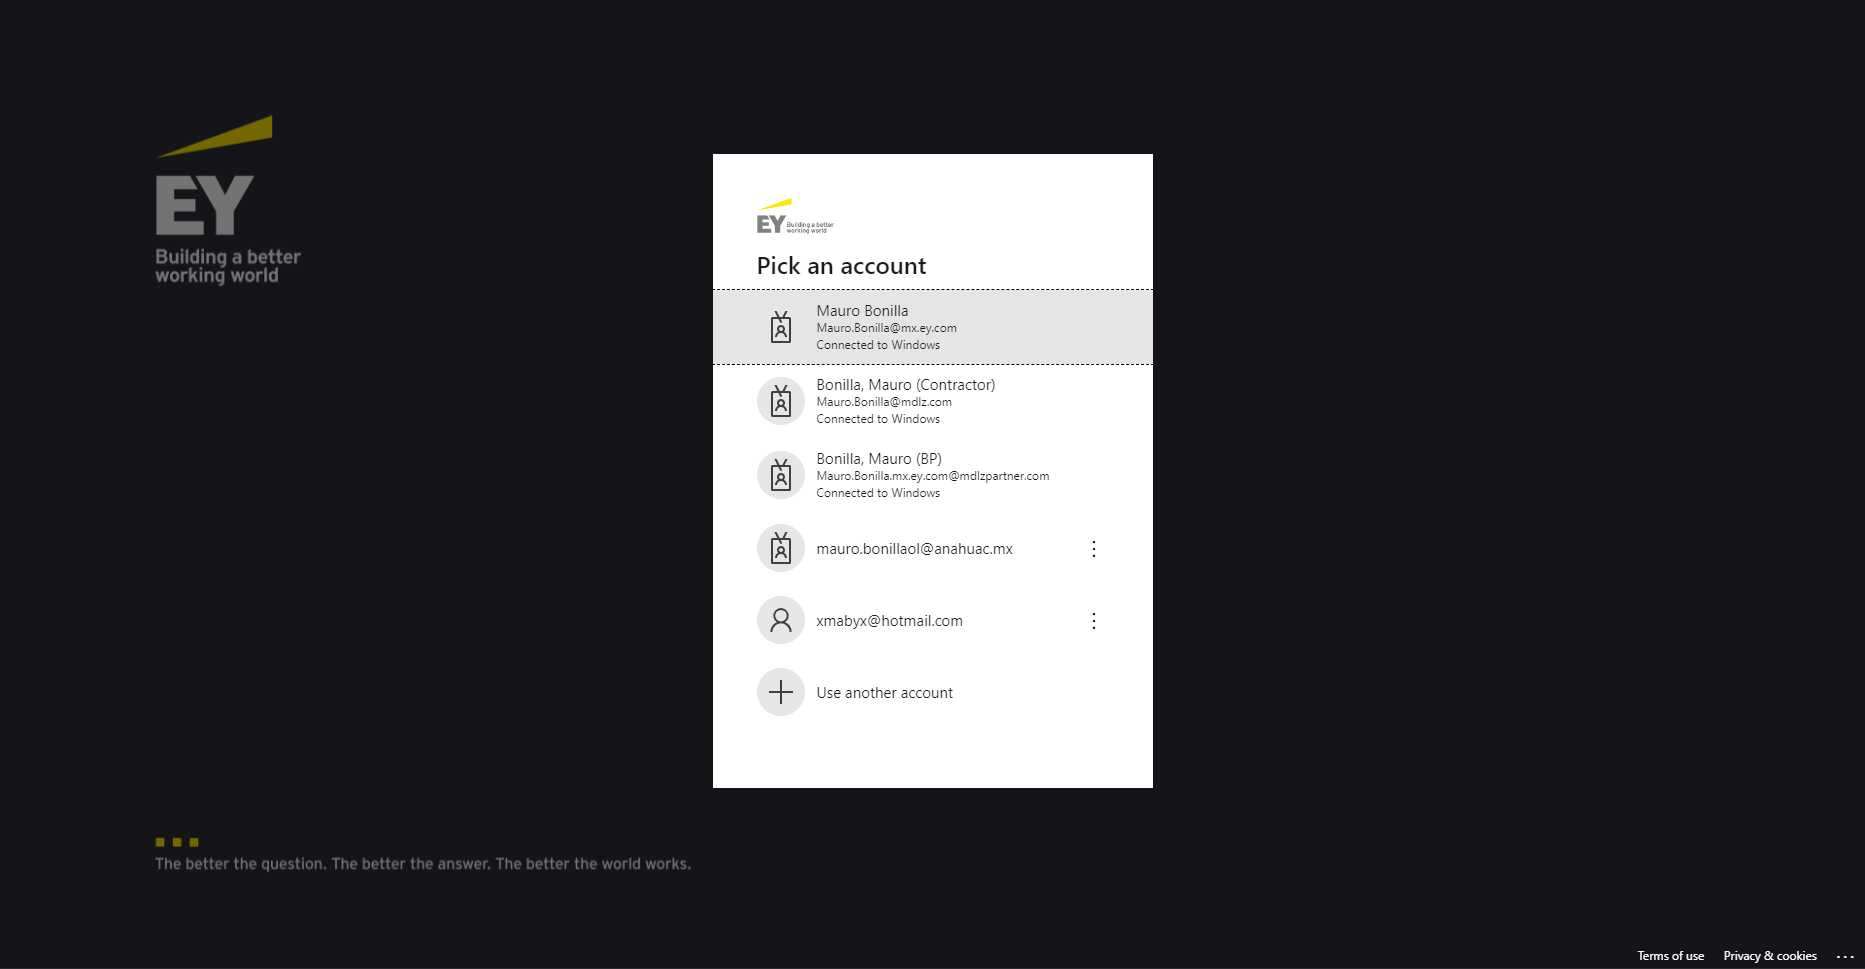 EY
Building a better
working world
EY Building a better
working world
Pick an account
Mauro Bonilla
Mauro.Bonilla@mx.ey.com
Connected to Windows
Bonilla, Mauro (Contractor)
Mauro.Bonilla@mdlz.com
Connected to Windows
Bonilla, Mauro (BP)
Mauro.Bonilla.mx.ey.com@mdlzpartner.com
Connected to Windows
mauro.bonillaol@anahuac.mx
xmabyx@hotmail.com
Use another account
The better the question. The better the answer. The better the world works.
Terms of use Privacy & cookies ...